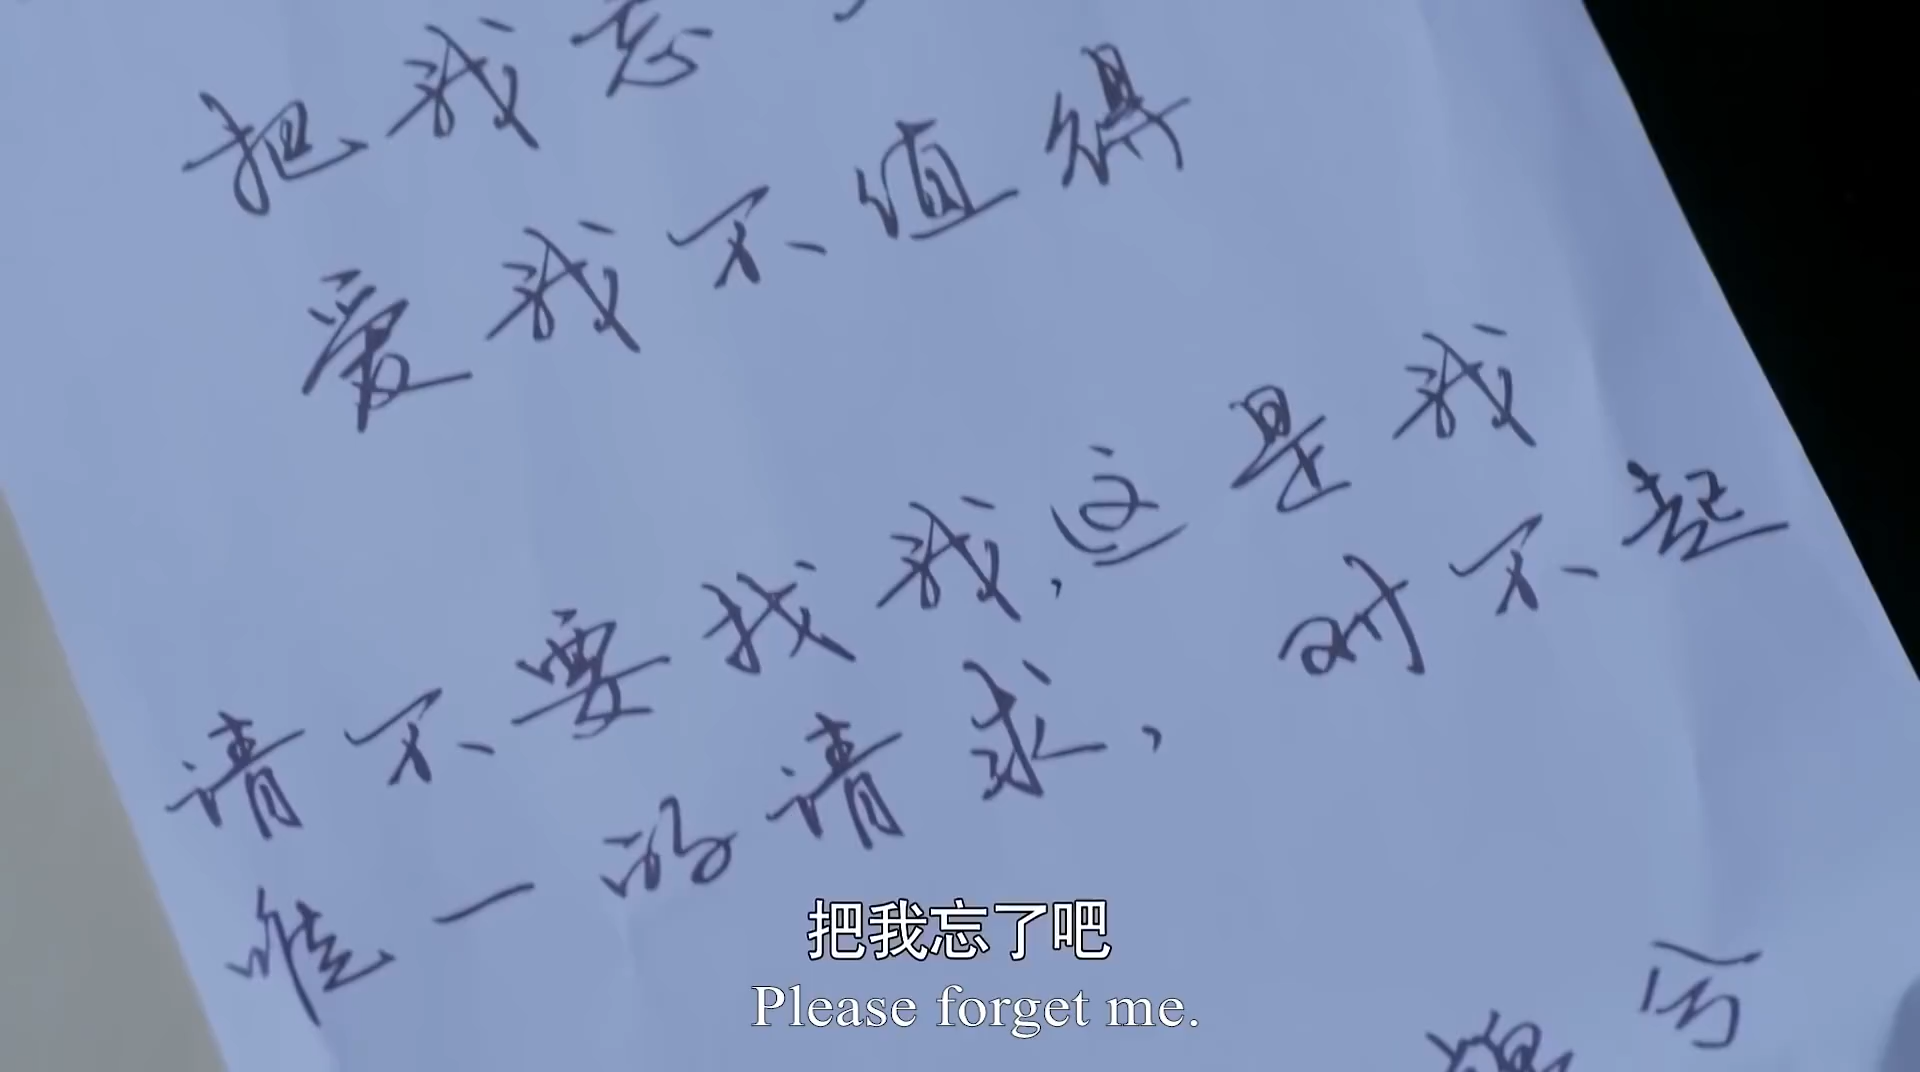 把我忘了
爱我不值得
请不要找我,这是我
唯一的请求,对不起
把我忘了吧
Please forget me.